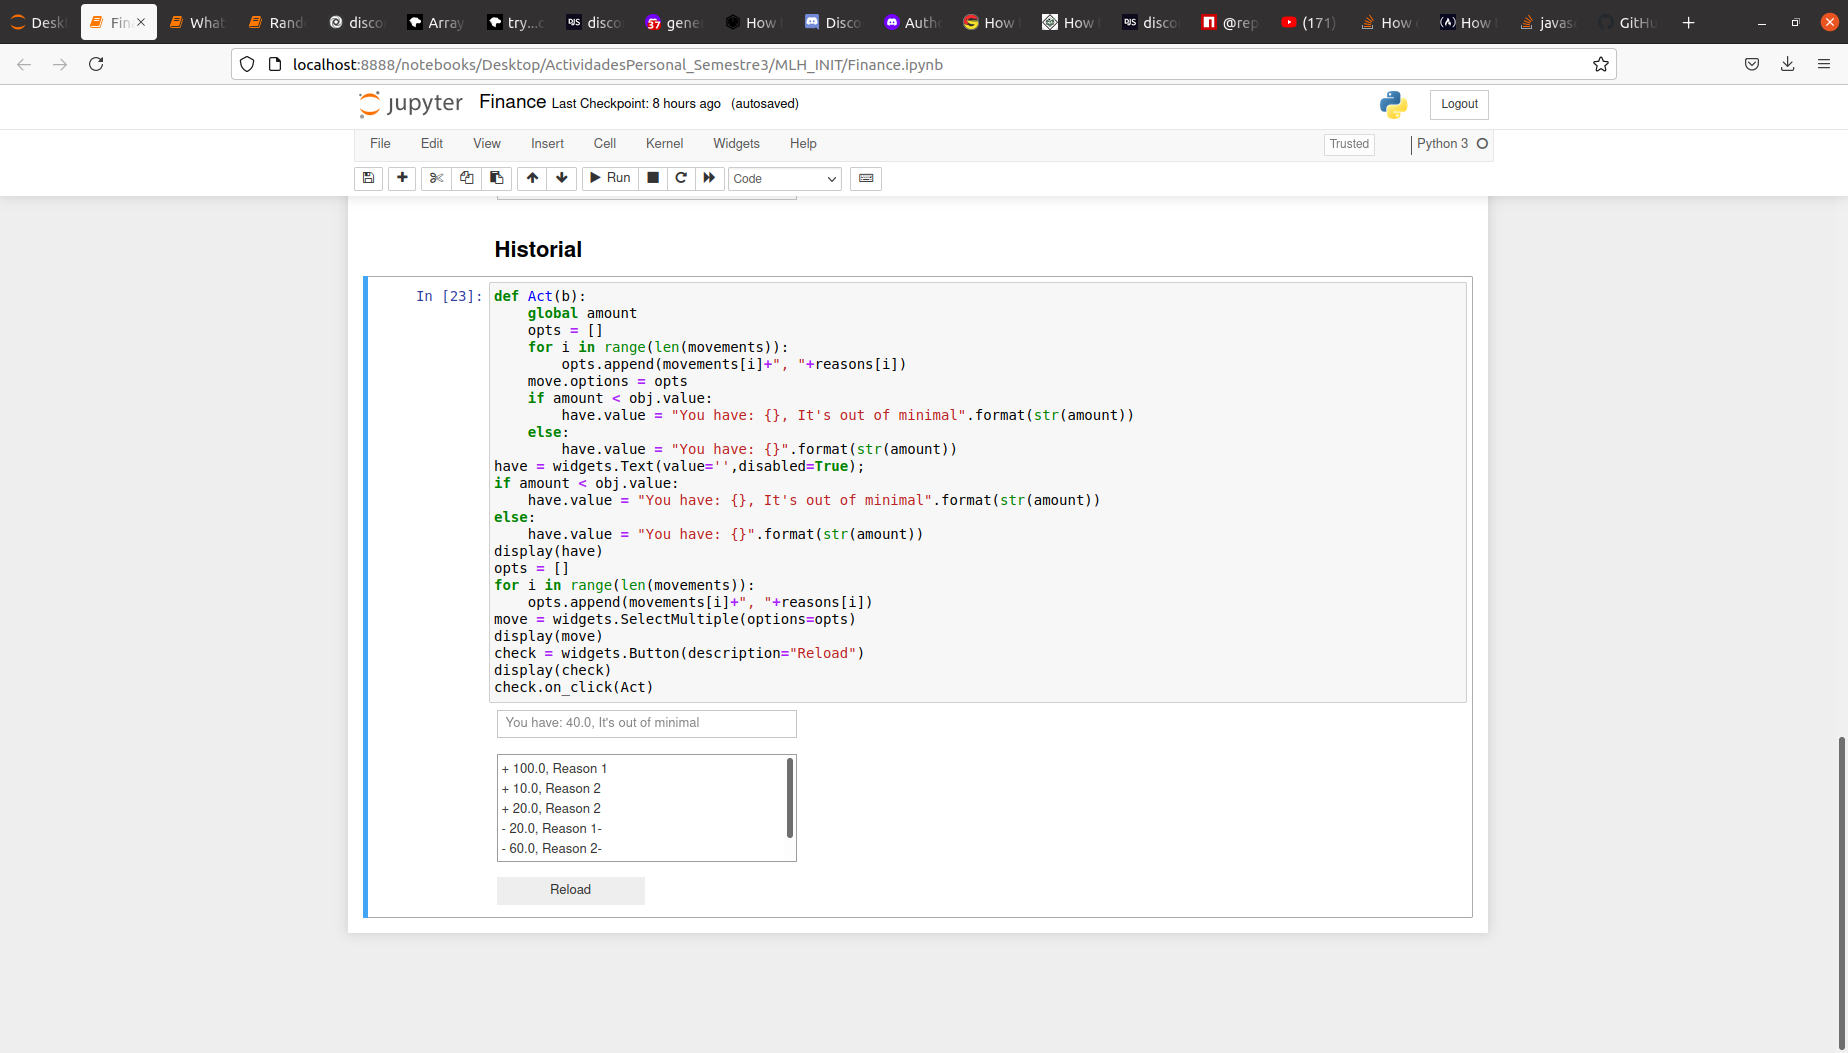 Desk Fin What Rand disco Array try...c disco gene How Disco Auth How How disco @rep (171) How How javas GitHu
localhost:8888/notebooks/Desktop/ActividadesPersonal_Semestre3/MLH_INIT/Finance.ipynb
jupyter Finance Last Checkpoint: 8 hours ago (autosaved) Logout
File Edit View Insert Cell Kernel Widgets Help Trusted Python 3
Run Code
Historial
In [23]: def Act(b):
    global amount
    opts = []
    for i in range(len(movements)):
        opts.append(movements[i]+", "+reasons[i])
    move.options = opts
    if amount < obj.value:
        have.value = "You have: {}, It's out of minimal".format(str(amount))
    else:
        have.value = "You have: {}".format(str(amount))
have = widgets.Text(value='',disabled=True);
if amount < obj.value:
    have.value = "You have: {}, It's out of minimal".format(str(amount))
else:
    have.value = "You have: {}".format(str(amount))
display(have)
opts = []
for i in range(len(movements)):
    opts.append(movements[i]+", "+reasons[i])
move = widgets.SelectMultiple(options=opts)
display(move)
check = widgets.Button(description="Reload")
display(check)
check.on_click(Act)
You have: 40.0, It's out of minimal
+ 100.0, Reason 1
+ 10.0, Reason 2
+ 20.0, Reason 2
- 20.0, Reason 1-
- 60.0, Reason 2-
Reload